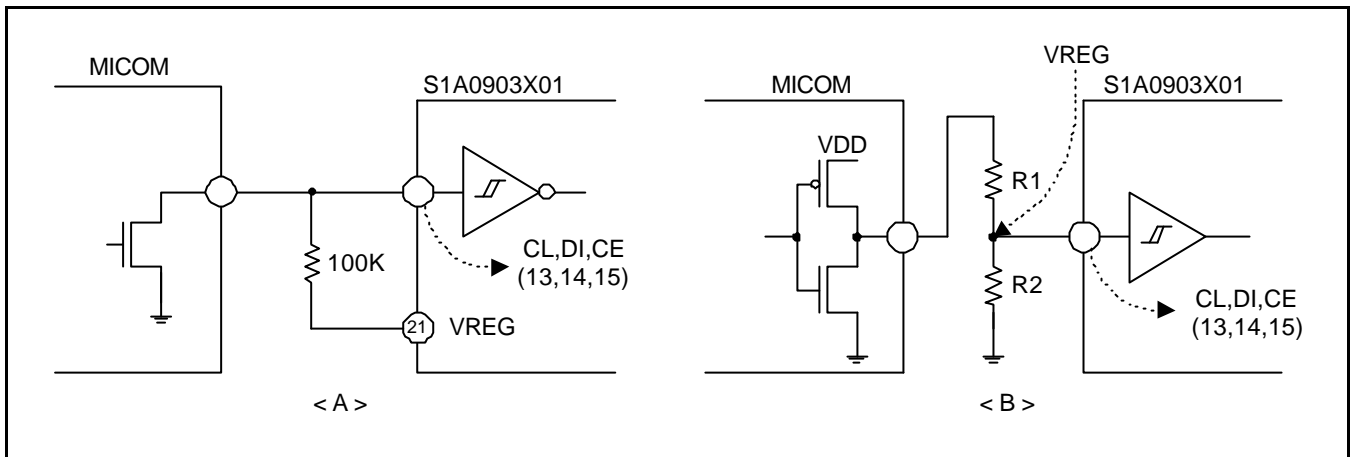 MICOM
S1A0903X01
100K
CL,DI,CE
(13,14,15)
21
VREG
< A >
VREG
MICOM
S1A0903X01
VDD
R1
R2
CL,DI,CE
(13,14,15)
< B >